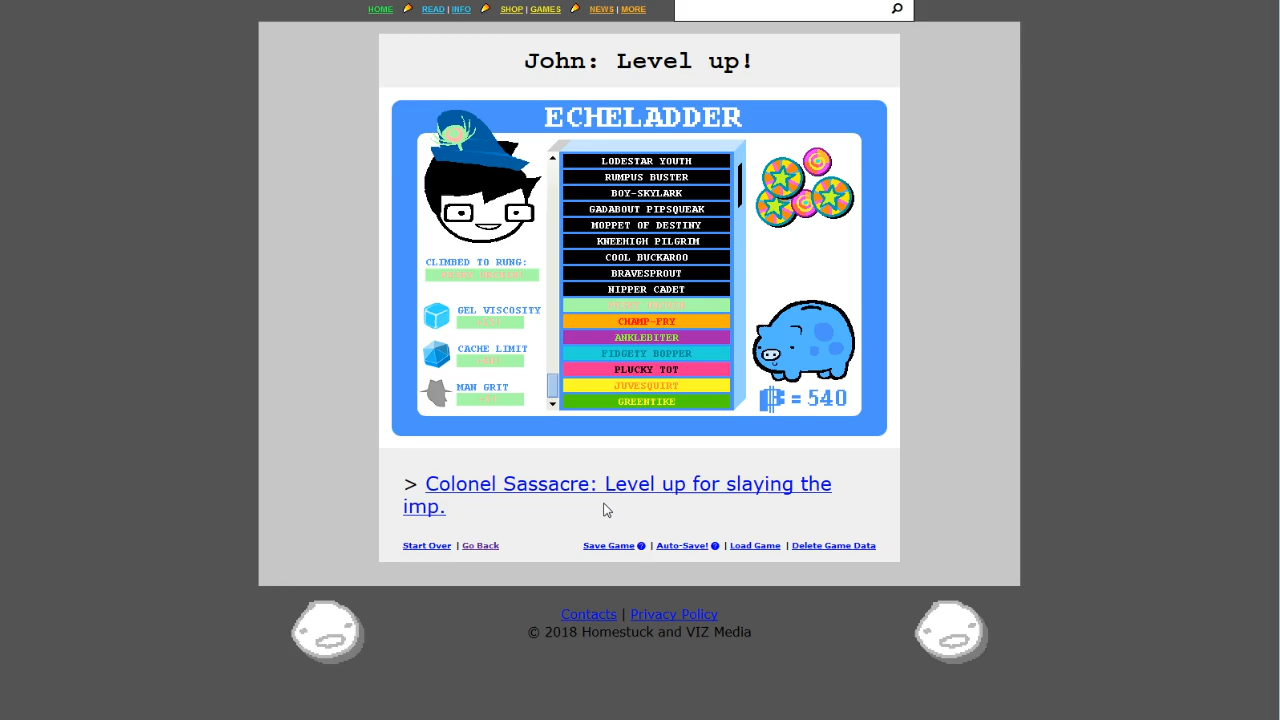 HOME READ | INFO SHOP | GAMES NEWS | MORE
John: Level up!
ECHELADDER
LODESTAR YOUTH
RUMPUS BUSTER
BOY-SKYLARK
GADABOUT PIPSQUEAK
MOPPET OF DESTINY
KNEEHIGH PILGRIM
COOL BUCKAROO
BRAVESPROUT
NIPPER CADET
CHAMP-FRY
ANKLEBITER
FIDGETY BOPPER
PLUCKY TOT
JUVESQUIRT
GREENTIKE
CLIMBED TO RUNG:
GEL VISCOSITY
CACHE LIMIT
MAN GRIT
= 540
> Colonel Sassacre: Level up for slaying the
imp.
Start Over | Go Back Save Game ? | Auto-Save! ? | Load Game | Delete Game Data
Contacts | Privacy Policy
© 2018 Homestuck and VIZ Media